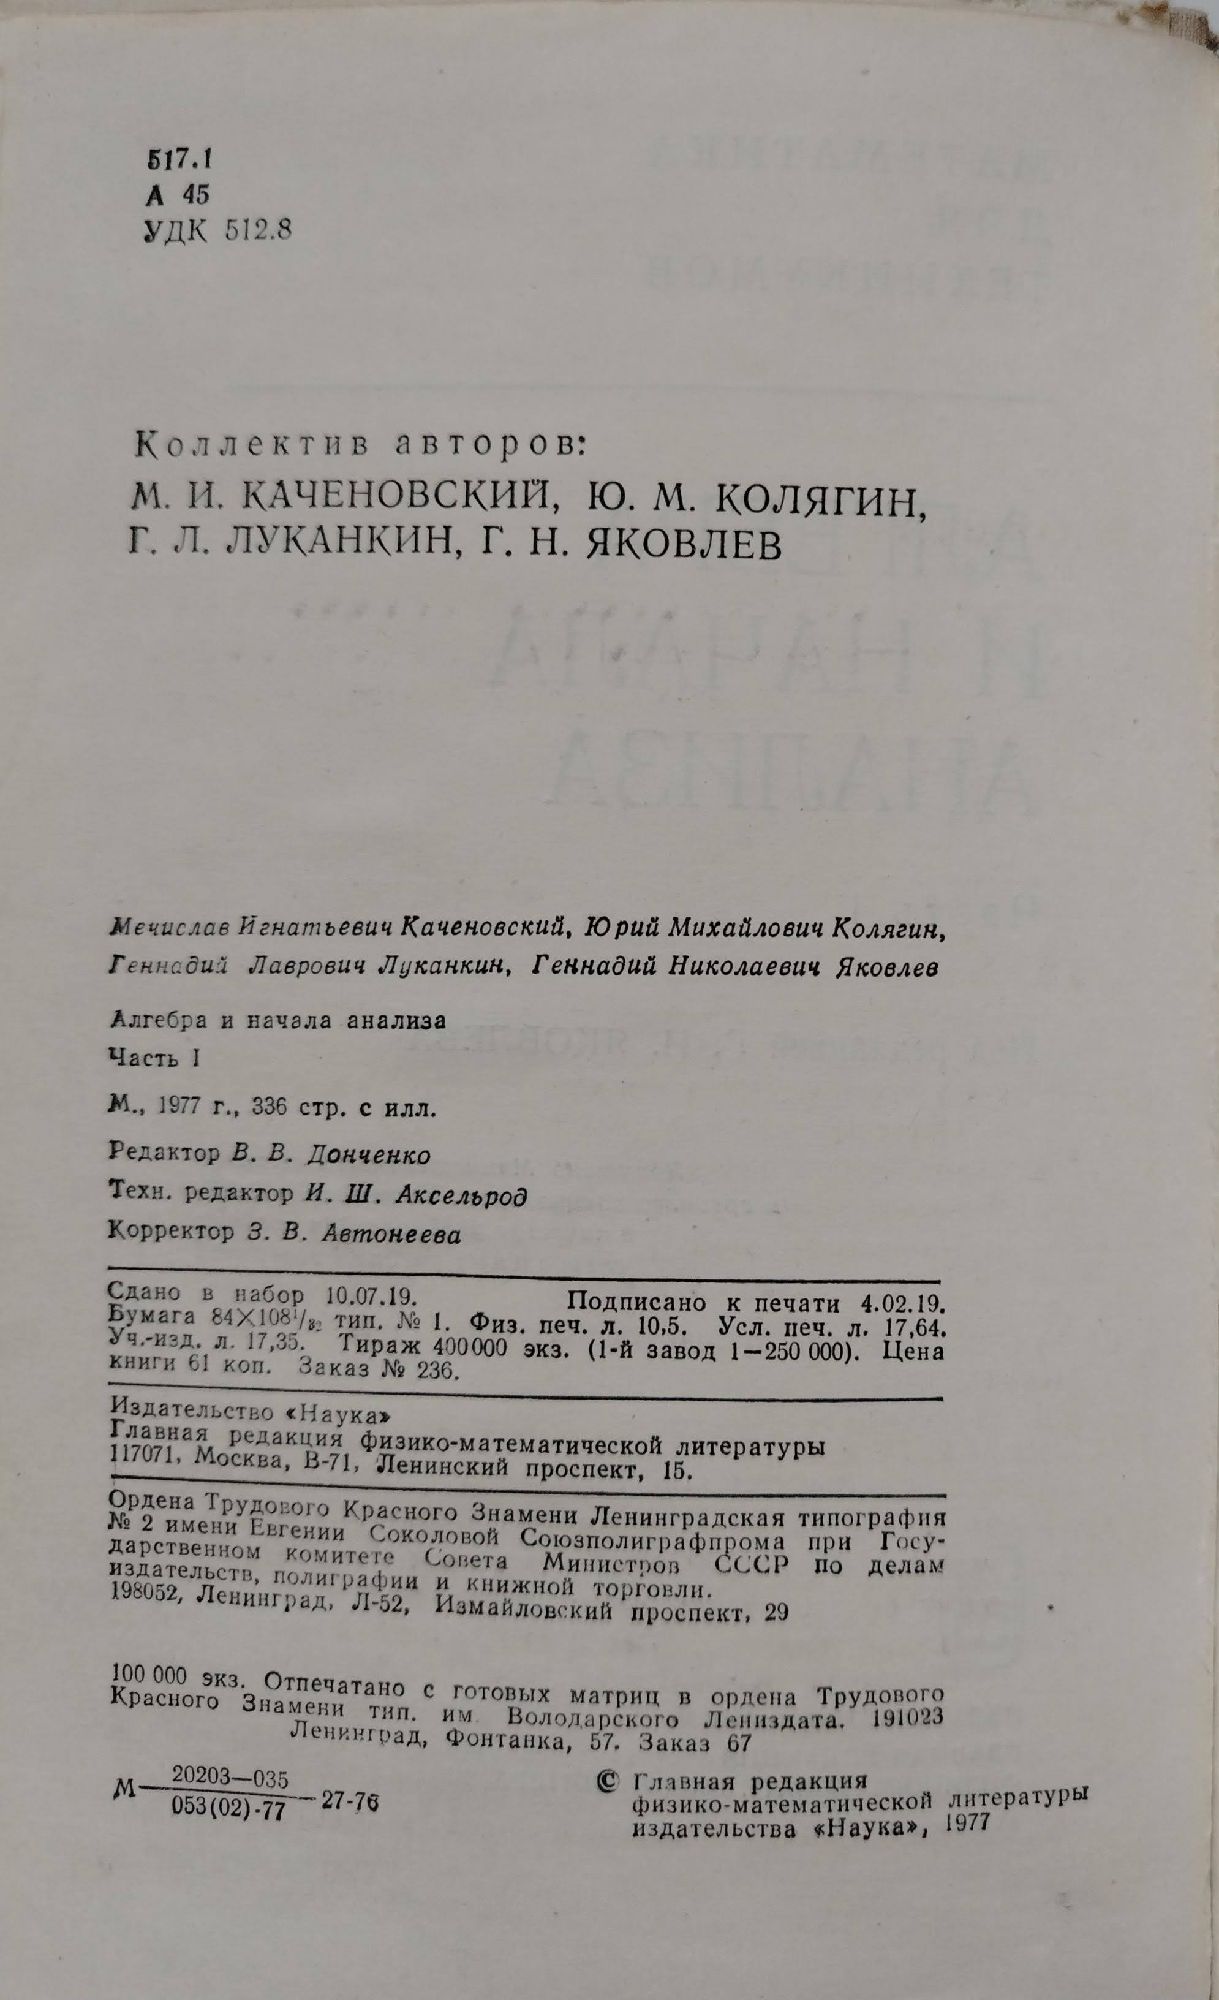 517.1
А 45
УДК 512.8
Коллектив авторов:
М. И. КАЧЕНОВСКИЙ, Ю. М. КОЛЯГИН,
Г. Л. ЛУКАНКИН, Г. Н. ЯКОВЛЕВ
Мечислав Игнатьевич Каченовский, Юрий Михайлович Колягин,
Геннадий Лаврович Луканкин, Геннадий Николаевич Яковлев
Алгебра и начала анализа
Часть I
М., 1977 г., 336 стр. с илл.
Редактор В. В. Донченко
Техн. редактор И. Ш. Аксельрод
Корректор З. В. Автонеева
Сдано в набор 10.07.19. Подписано к печати 4.02.19.
Бумага 84X108¹/₃₂ тип. № 1. Физ. печ. л. 10,5. Усл. печ. л. 17,64.
Уч.-изд. л. 17,35. Тираж 400000 экз. (1-й завод 1—250 000). Цена
книги 61 коп. Заказ № 236.
Издательство «Наука»
Главная редакция физико-математической литературы
117071, Москва, В-71, Ленинский проспект, 15.
Ордена Трудового Красного Знамени Ленинградская типография
№ 2 имени Евгении Соколовой Союзполиграфпрома при Госу-
дарственном комитете Совета Министров СССР по делам
издательств, полиграфии и книжной торговли.
198052, Ленинград, Л-52, Измайловский проспект, 29
100 000 экз. Отпечатано с готовых матриц в ордена Трудового
Красного Знамени тип. им Володарского Лениздата. 191023
Ленинград, Фонтанка, 57. Заказ 67
М 20203—035
053(02)-77 27-76
© Главная редакция
физико-математической литературы
издательства «Наука», 1977